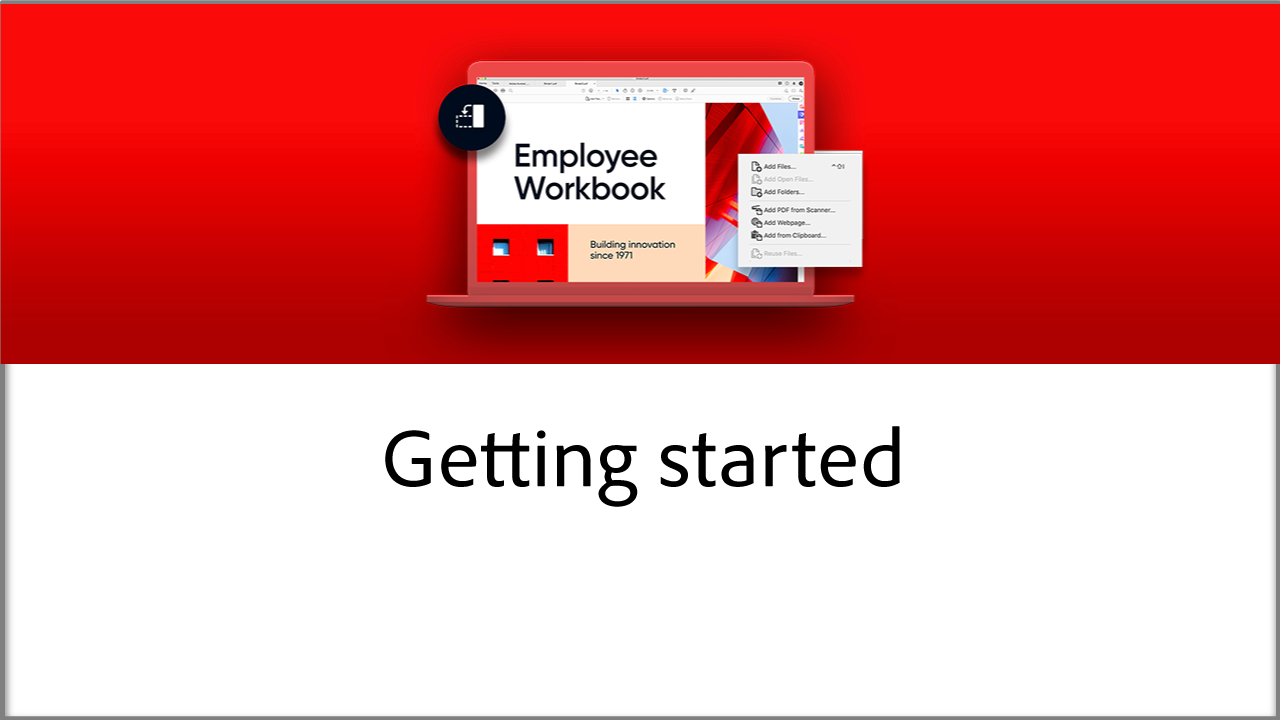 Employee
Workbook
Building innovation
since 1971
Add Files...
Add Open Files...
Add Folders...
Add PDF from Scanner...
Add Webpage...
Add from Clipboard...
Reuse Files...
Getting started